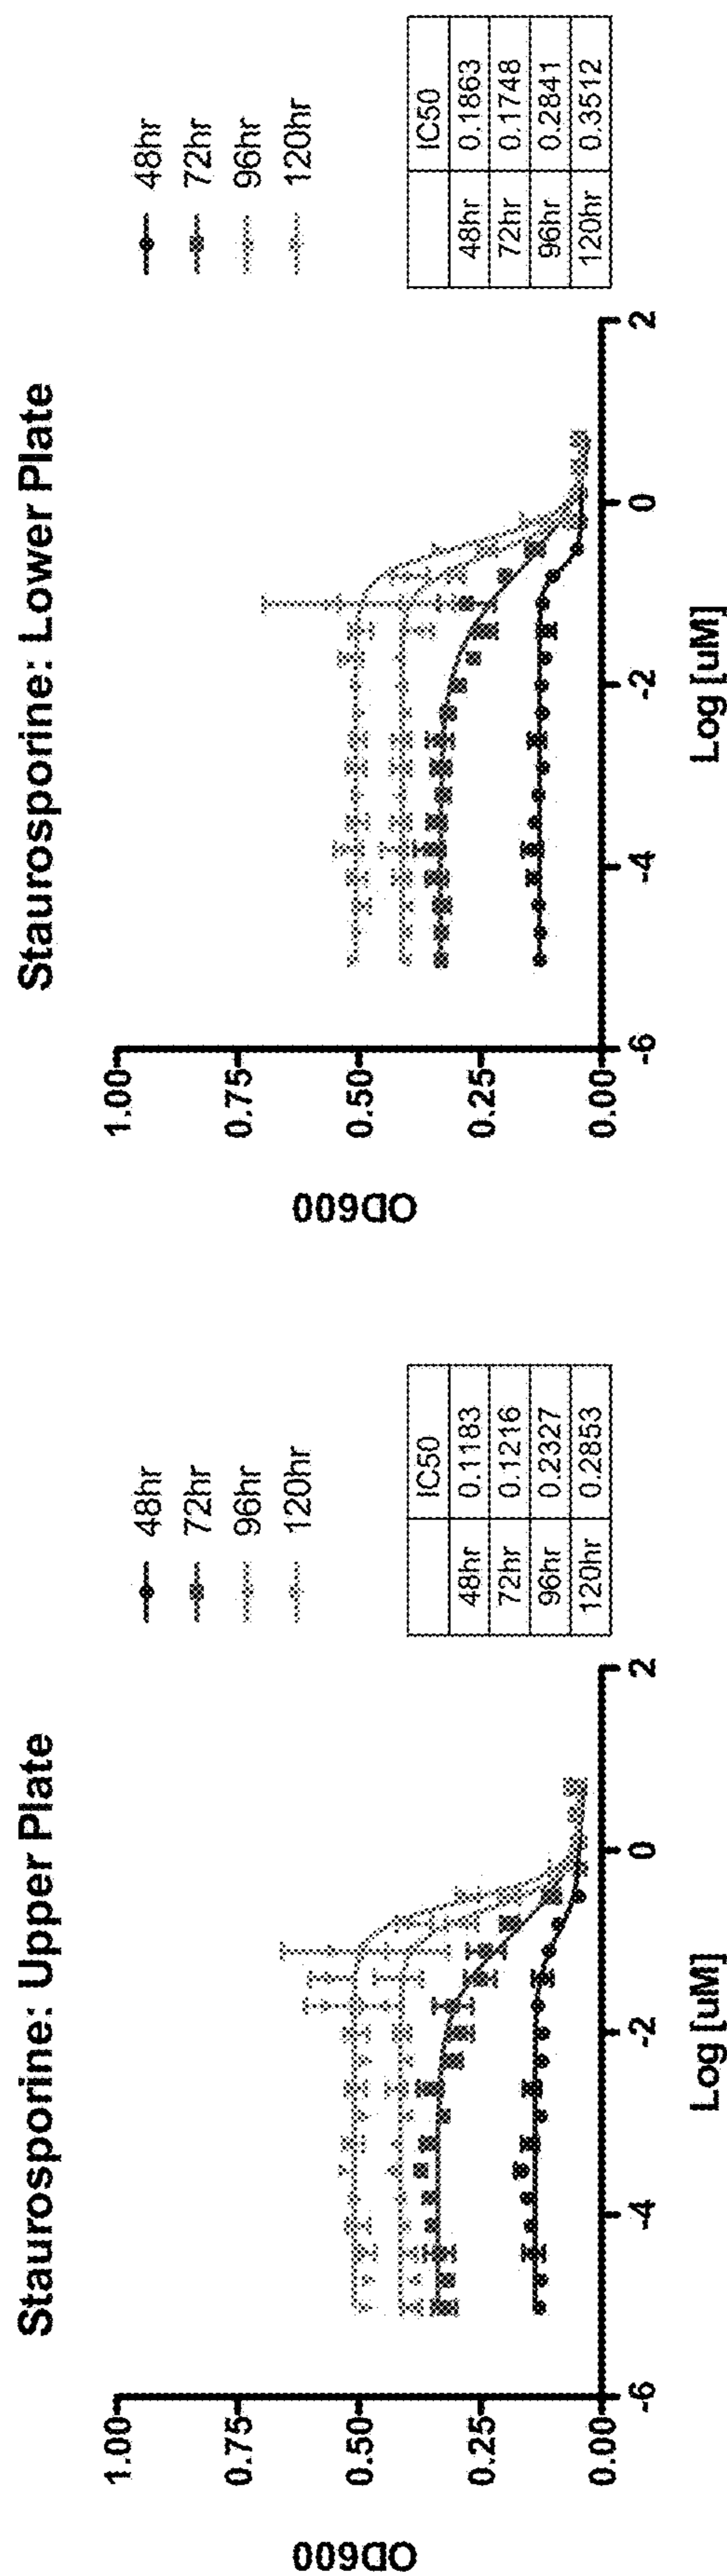 Staurosporine: Upper Plate
OD600
1.00
0.75
0.50
0.25
0.00
-6
-4
-2
0
2
Log [uM]
48hr
72hr
96hr
120hr
IC50
48hr 0.1183
72hr 0.1216
96hr 0.2327
120hr 0.2853
Staurosporine: Lower Plate
OD600
1.00
0.75
0.50
0.25
0.00
-6
-4
-2
0
2
Log [uM]
48hr
72hr
96hr
120hr
IC50
48hr 0.1863
72hr 0.1748
96hr 0.2841
120hr 0.3512